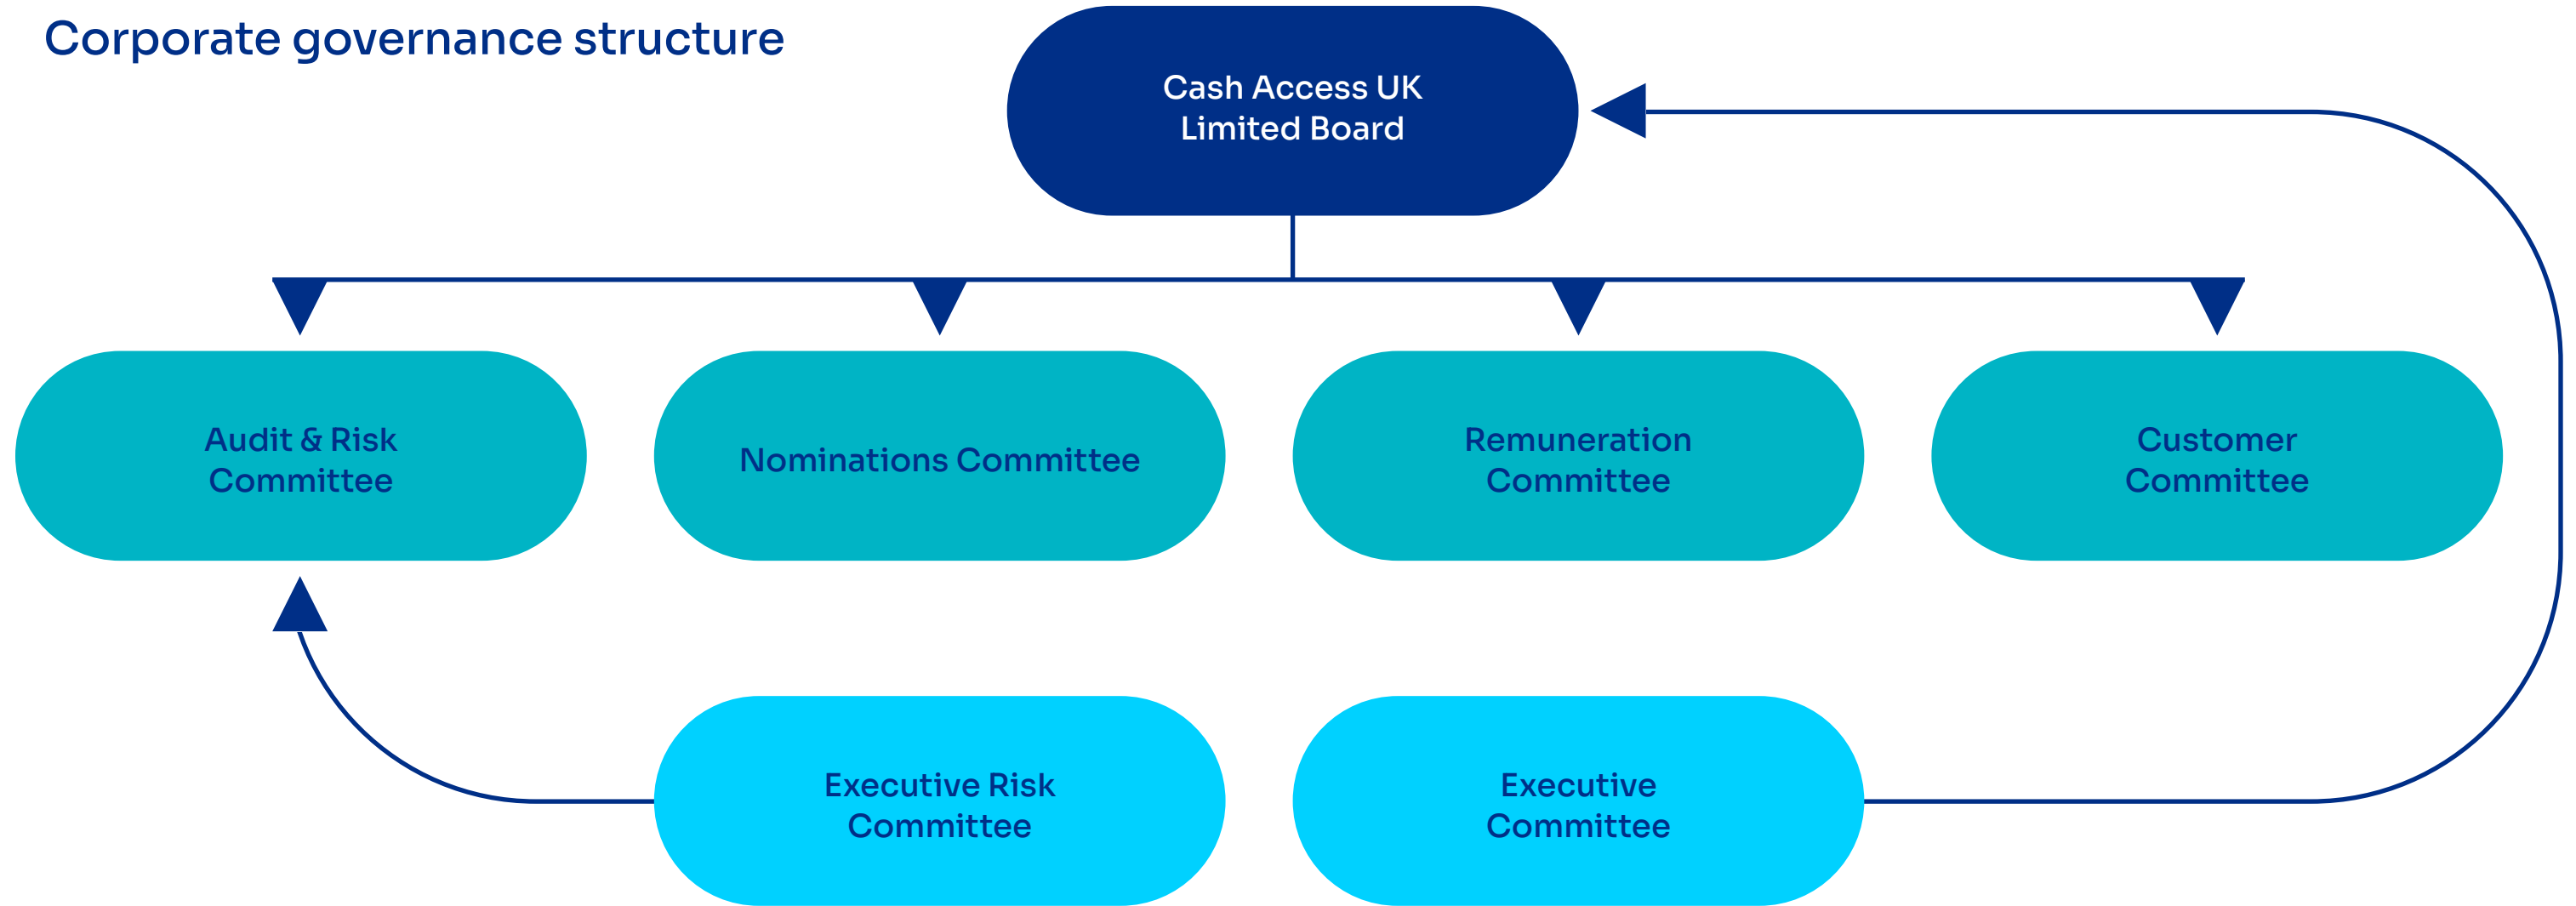 Corporate governance structure
Cash Access UK
Limited Board
Audit & Risk
Committee
Nominations Committee
Remuneration
Committee
Customer
Committee
Executive Risk
Committee
Executive
Committee